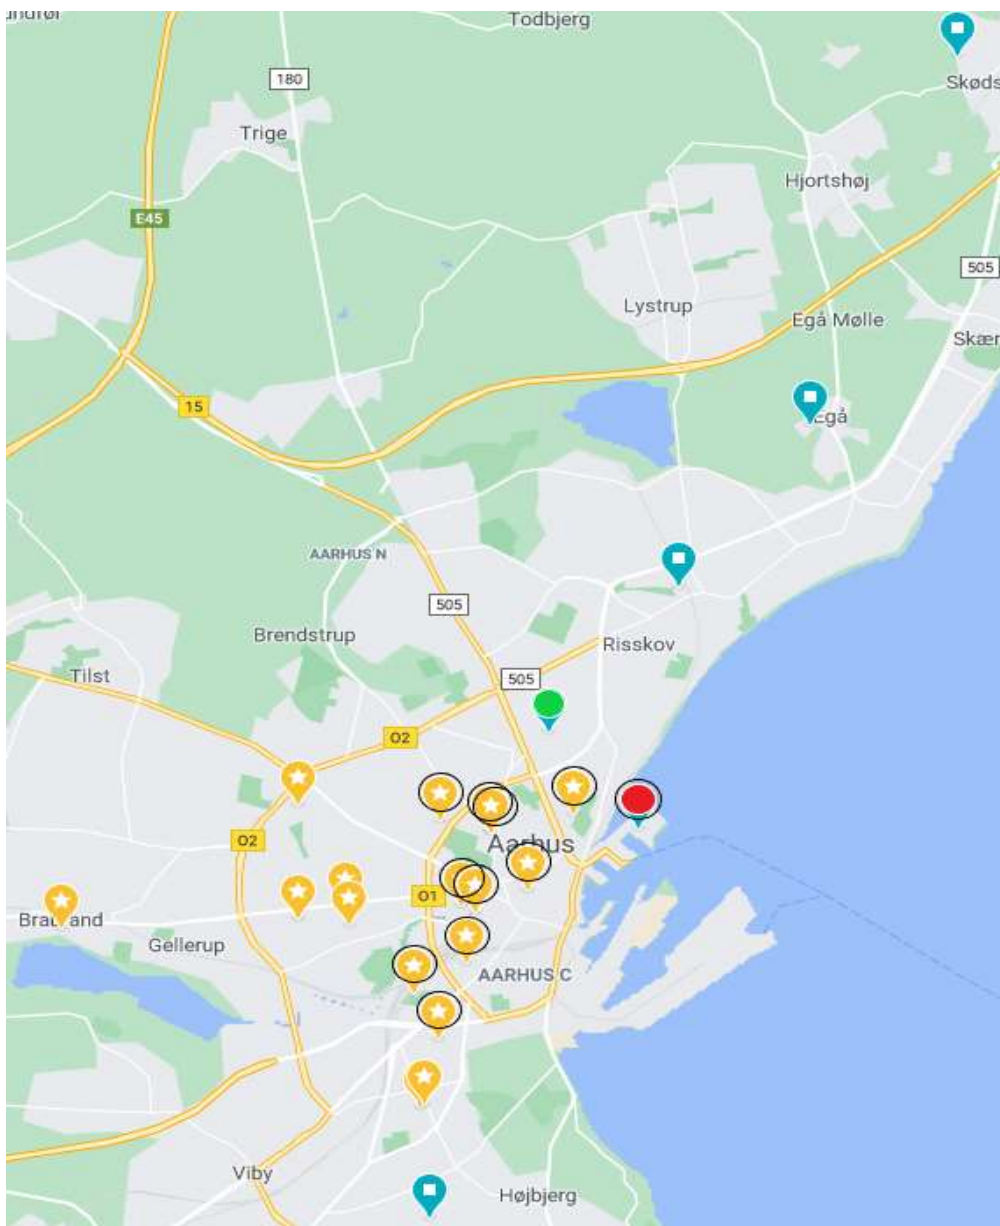 Todbjerg
180
Skøds
Trige
Hjortshøj
E45
505
Lystrup
Egå Mølle
Skær
15
Egå
AARHUS N
505
Brendstrup
Risskov
Tilst
505
O2
O2
Aarhus
O1
Gellerup
AARHUS C
Viby
Højbjerg